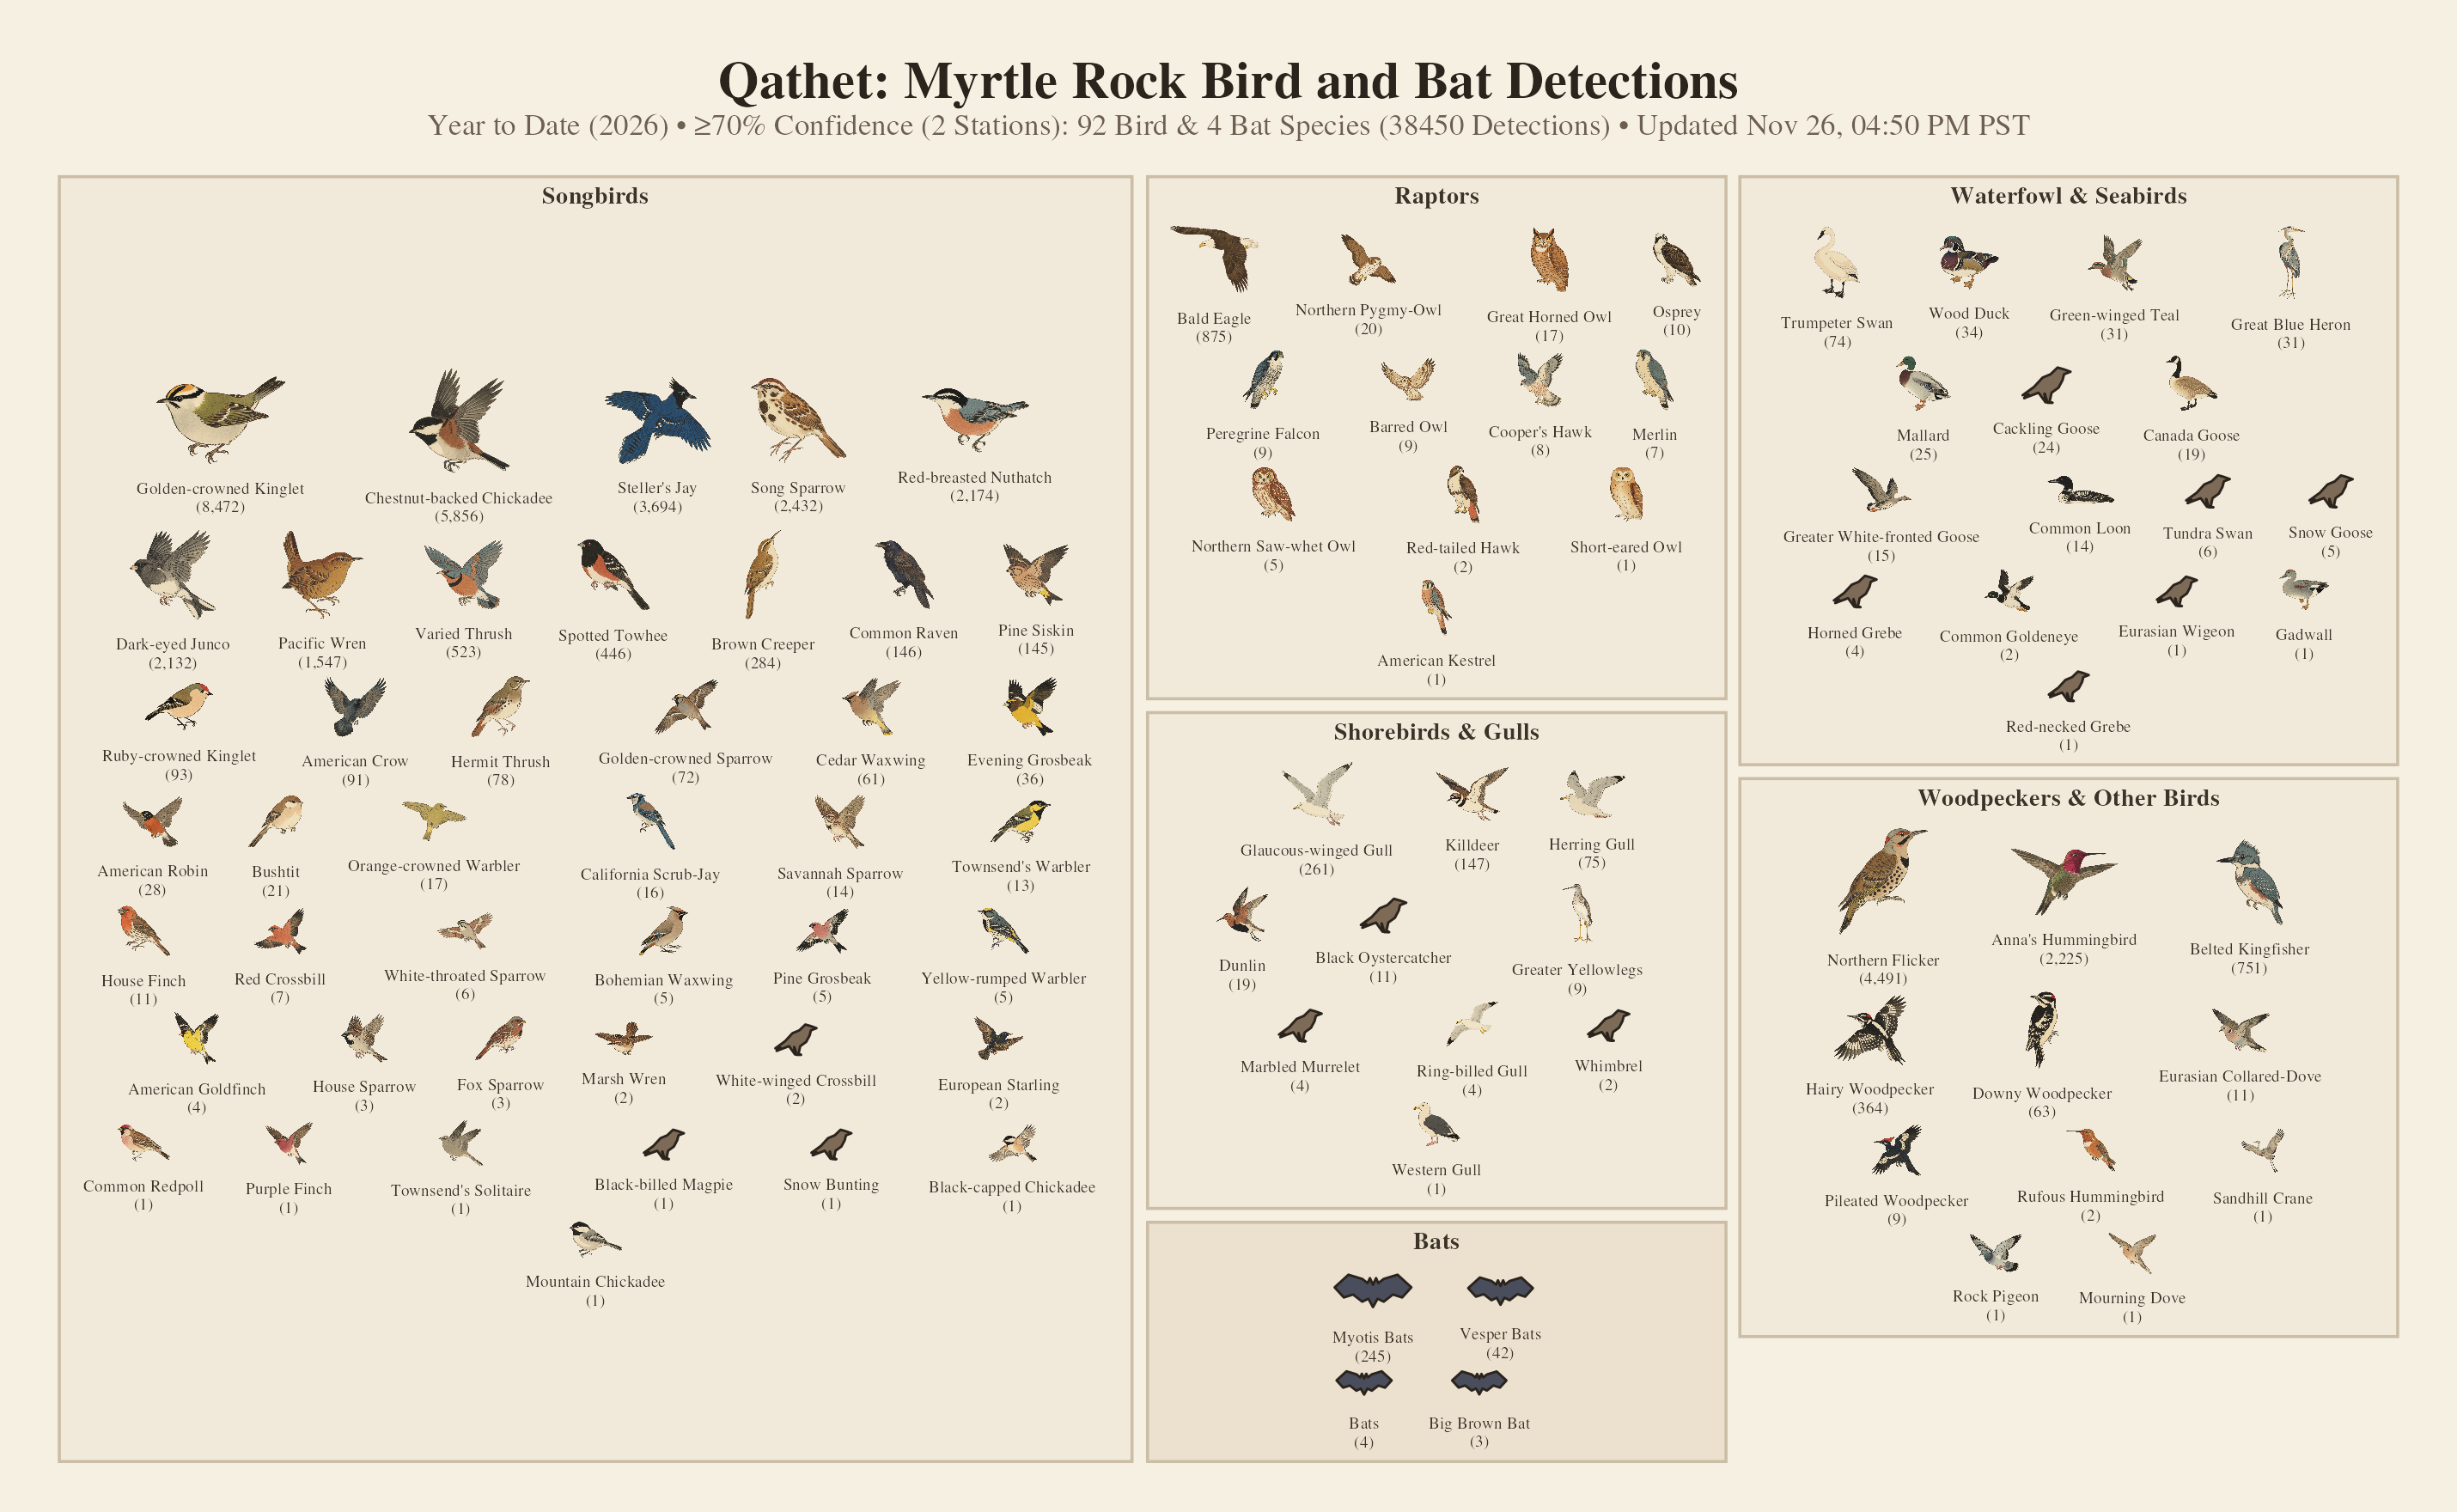 Qathet: Myrtle Rock Bird and Bat Detections
Year to Date (2026) • ≥70% Confidence (2 Stations): 92 Bird & 4 Bat Species (38450 Detections) • Updated Nov 26, 04:50 PM PST
Songbirds
Golden-crowned Kinglet
(8,472)
Chestnut-backed Chickadee
(5,856)
Steller's Jay
(3,694)
Song Sparrow
(2,432)
Red-breasted Nuthatch
(2,174)
Dark-eyed Junco
(2,132)
Pacific Wren
(1,547)
Varied Thrush
(523)
Spotted Towhee
(446)
Brown Creeper
(284)
Common Raven
(146)
Pine Siskin
(145)
Ruby-crowned Kinglet
(93)
American Crow
(91)
Hermit Thrush
(78)
Golden-crowned Sparrow
(72)
Cedar Waxwing
(61)
Evening Grosbeak
(36)
American Robin
(28)
Bushtit
(21)
Orange-crowned Warbler
(17)
California Scrub-Jay
(16)
Savannah Sparrow
(14)
Townsend's Warbler
(13)
House Finch
(11)
Red Crossbill
(7)
White-throated Sparrow
(6)
Bohemian Waxwing
(5)
Pine Grosbeak
(5)
Yellow-rumped Warbler
(5)
American Goldfinch
(4)
House Sparrow
(3)
Fox Sparrow
(3)
Marsh Wren
(2)
White-winged Crossbill
(2)
European Starling
(2)
Common Redpoll
(1)
Purple Finch
(1)
Townsend's Solitaire
(1)
Black-billed Magpie
(1)
Snow Bunting
(1)
Black-capped Chickadee
(1)
Mountain Chickadee
(1)
Raptors
Bald Eagle
(875)
Northern Pygmy-Owl
(20)
Great Horned Owl
(17)
Osprey
(10)
Peregrine Falcon
(9)
Barred Owl
(9)
Cooper's Hawk
(8)
Merlin
(7)
Northern Saw-whet Owl
(5)
Red-tailed Hawk
(2)
Short-eared Owl
(1)
American Kestrel
(1)
Shorebirds & Gulls
Glaucous-winged Gull
(261)
Killdeer
(147)
Herring Gull
(75)
Dunlin
(19)
Black Oystercatcher
(11)
Greater Yellowlegs
(9)
Marbled Murrelet
(4)
Ring-billed Gull
(4)
Whimbrel
(2)
Western Gull
(1)
Bats
Myotis Bats
(245)
Vesper Bats
(42)
Bats
(4)
Big Brown Bat
(3)
Waterfowl & Seabirds
Trumpeter Swan
(74)
Wood Duck
(34)
Green-winged Teal
(31)
Great Blue Heron
(31)
Mallard
(25)
Cackling Goose
(24)
Canada Goose
(19)
Greater White-fronted Goose
(15)
Common Loon
(14)
Tundra Swan
(6)
Snow Goose
(5)
Horned Grebe
(4)
Common Goldeneye
(2)
Eurasian Wigeon
(1)
Gadwall
(1)
Red-necked Grebe
(1)
Woodpeckers & Other Birds
Northern Flicker
(4,491)
Anna's Hummingbird
(2,225)
Belted Kingfisher
(751)
Hairy Woodpecker
(364)
Downy Woodpecker
(63)
Eurasian Collared-Dove
(11)
Pileated Woodpecker
(9)
Rufous Hummingbird
(2)
Sandhill Crane
(1)
Rock Pigeon
(1)
Mourning Dove
(1)